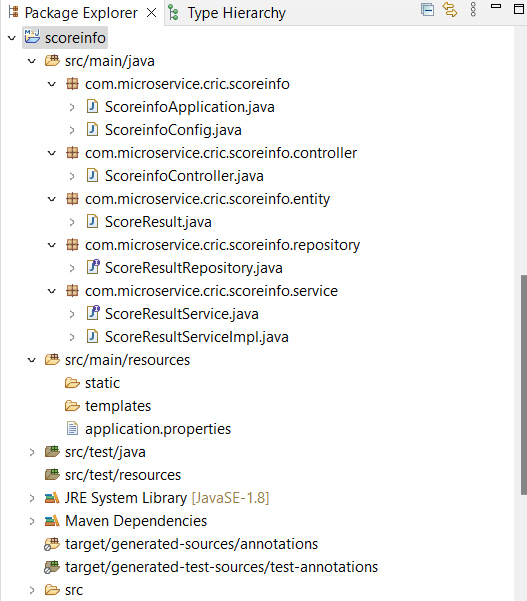 Package Explorer Type Hierarchy
scoreinfo
src/main/java
com.microservice.cric.scoreinfo
ScoreinfoApplication.java
ScoreinfoConfig.java
com.microservice.cric.scoreinfo.controller
ScoreinfoController.java
com.microservice.cric.scoreinfo.entity
ScoreResult.java
com.microservice.cric.scoreinfo.repository
ScoreResultRepository.java
com.microservice.cric.scoreinfo.service
ScoreResultService.java
ScoreResultServiceImpl.java
src/main/resources
static
templates
application.properties
src/test/java
src/test/resources
JRE System Library [JavaSE-1.8]
Maven Dependencies
target/generated-sources/annotations
target/generated-test-sources/test-annotations
src